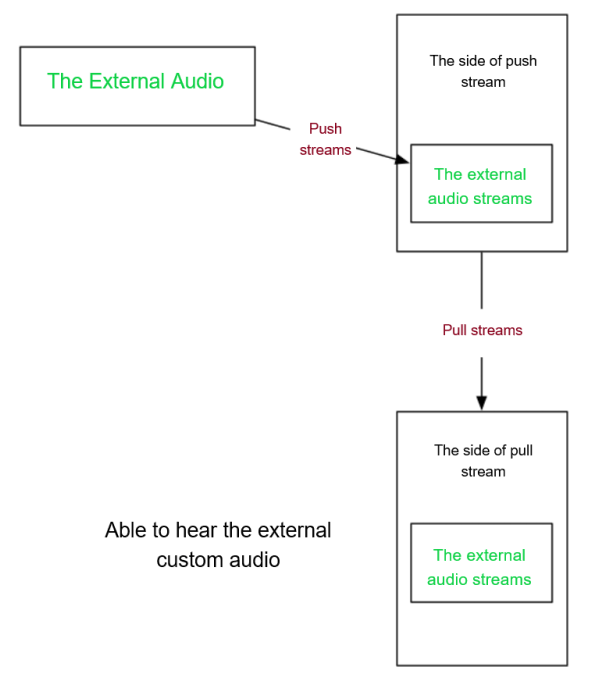 The External Audio
The side of push
stream
Push
streams
The external
audio streams
Pull streams
The side of pull
stream
Able to hear the external
custom audio
The external
audio streams